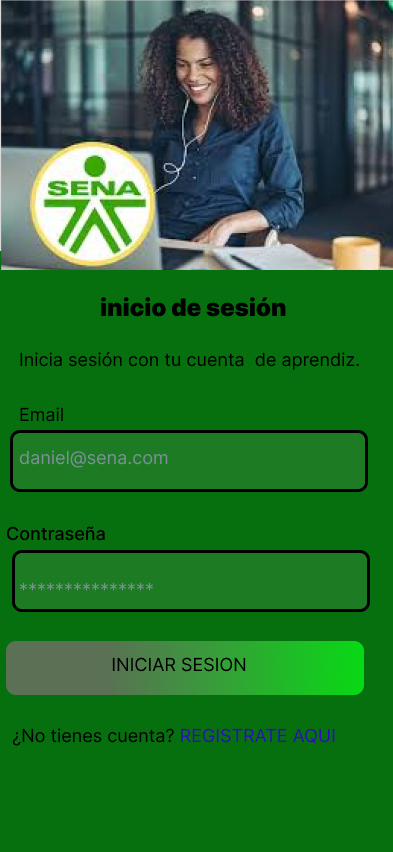 SENA
inicio de sesión
Inicia sesión con tu cuenta  de aprendiz.
Email
daniel@sena.com
Contraseña
***************
INICIAR SESION
¿No tienes cuenta? REGISTRATE AQUI